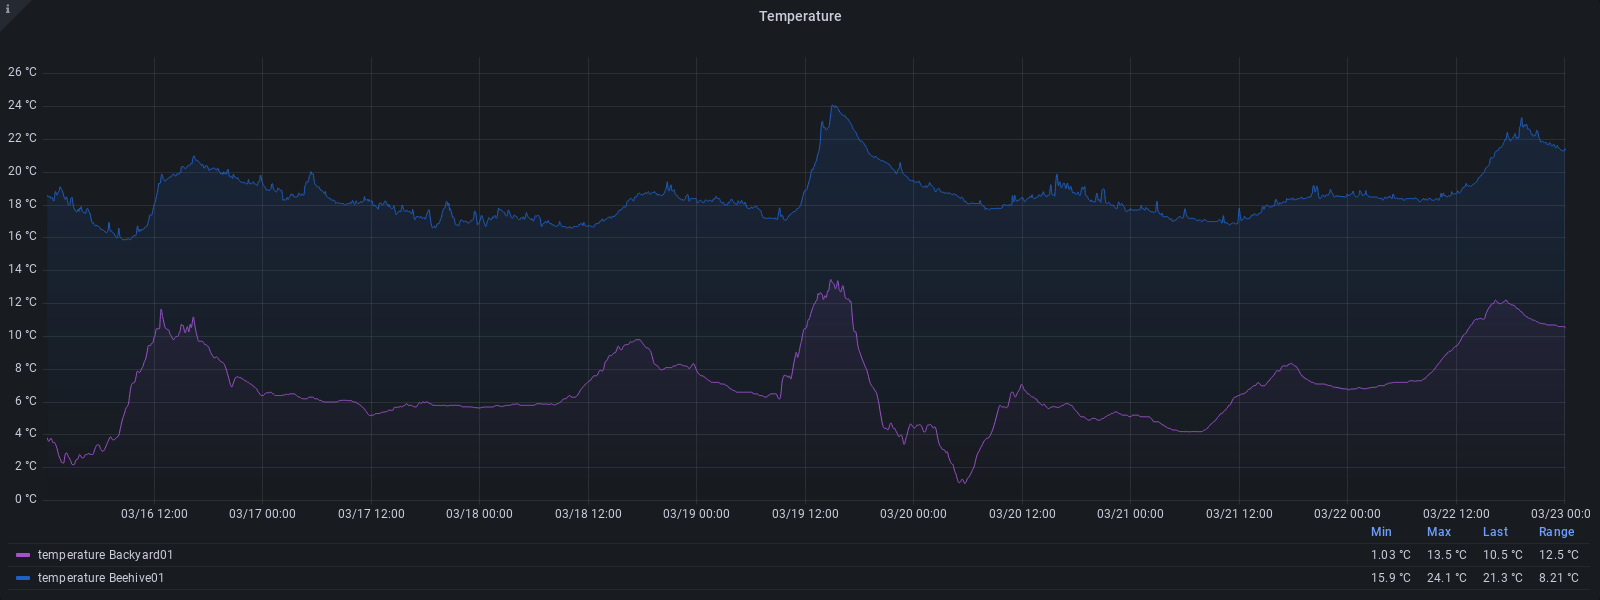 i
Temperature
26 °C
24 °C
22 °C
20 °C
18 °C
16 °C
14 °C
12 °C
10 °C
8 °C
6 °C
4 °C
2 °C
0 °C
03/16 12:00 03/17 00:00 03/17 12:00 03/18 00:00 03/18 12:00 03/19 00:00 03/19 12:00 03/20 00:00 03/20 12:00 03/21 00:00 03/21 12:00 03/22 00:00 03/22 12:00 03/23 00:0
Min Max Last Range
temperature Backyard01 1.03 °C 13.5 °C 10.5 °C 12.5 °C
temperature Beehive01 15.9 °C 24.1 °C 21.3 °C 8.21 °C